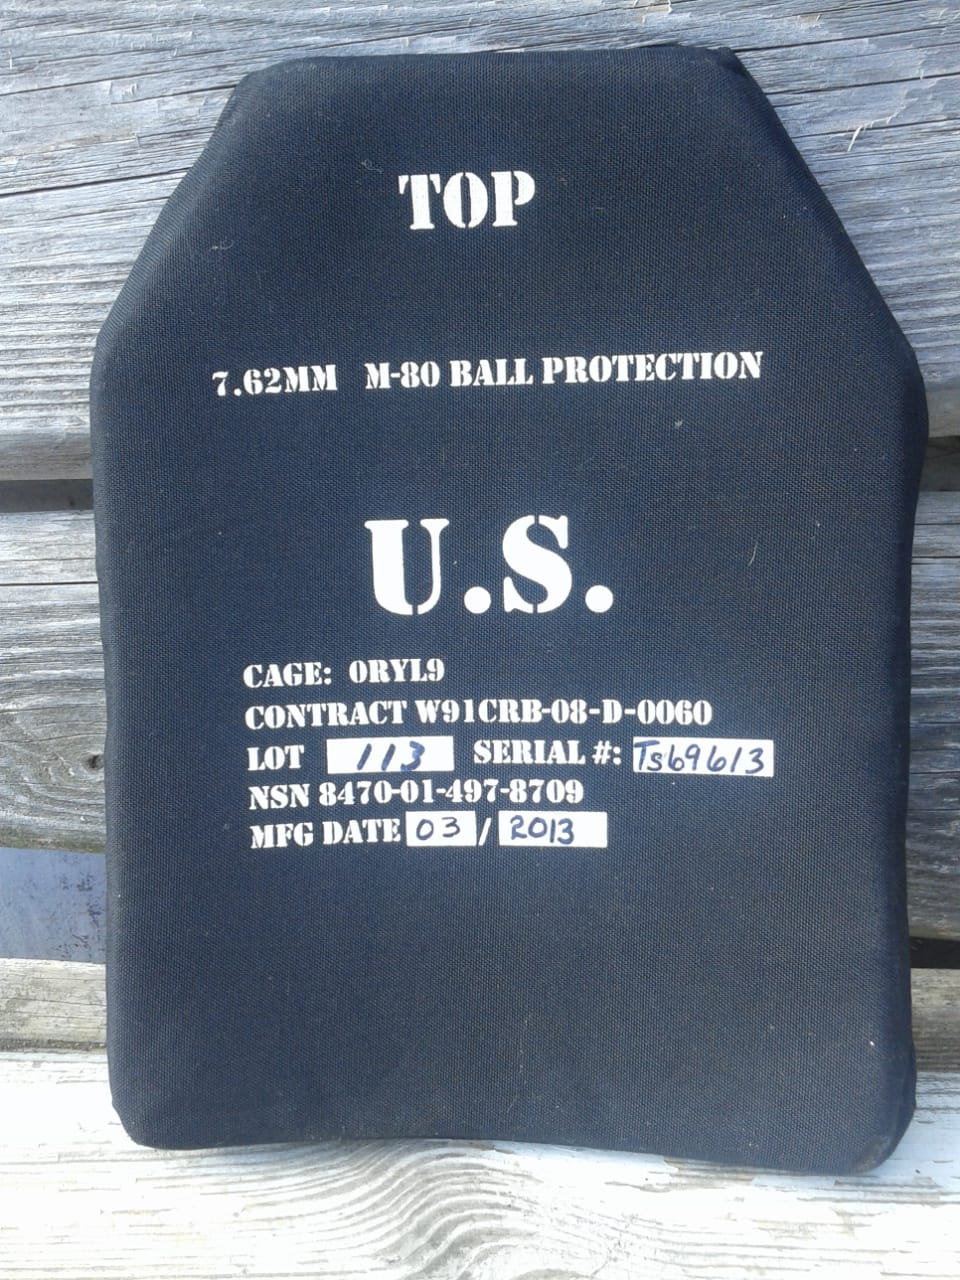 TOP
7.62MM M-80 BALL PROTECTION
U.S.
CAGE: 0RYL9
CONTRACT W91CRB-08-D-0060
LOT 113 SERIAL #: TS69613
NSN 8470-01-497-8709
MFG DATE 03 / 2013